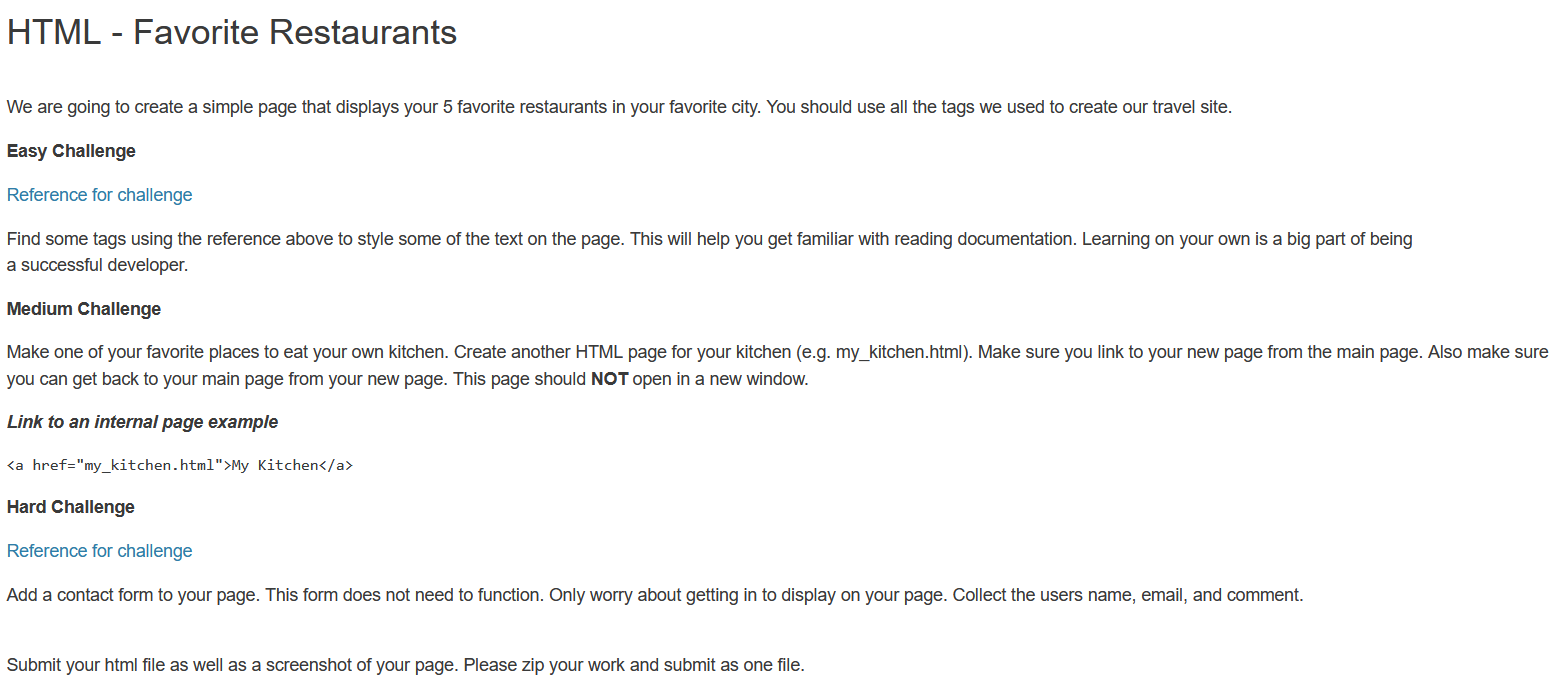 HTML - Favorite Restaurants
We are going to create a simple page that displays your 5 favorite restaurants in your favorite city. You should use all the tags we used to create our travel site.
Easy Challenge
Reference for challenge
Find some tags using the reference above to style some of the text on the page. This will help you get familiar with reading documentation. Learning on your own is a big part of being
a successful developer.
Medium Challenge
Make one of your favorite places to eat your own kitchen. Create another HTML page for your kitchen (e.g. my_kitchen.html). Make sure you link to your new page from the main page. Also make sure
you can get back to your main page from your new page. This page should NOT open in a new window.
Link to an internal page example
<a href="my_kitchen.html">My Kitchen</a>
Hard Challenge
Reference for challenge
Add a contact form to your page. This form does not need to function. Only worry about getting in to display on your page. Collect the users name, email, and comment.
Submit your html file as well as a screenshot of your page. Please zip your work and submit as one file.